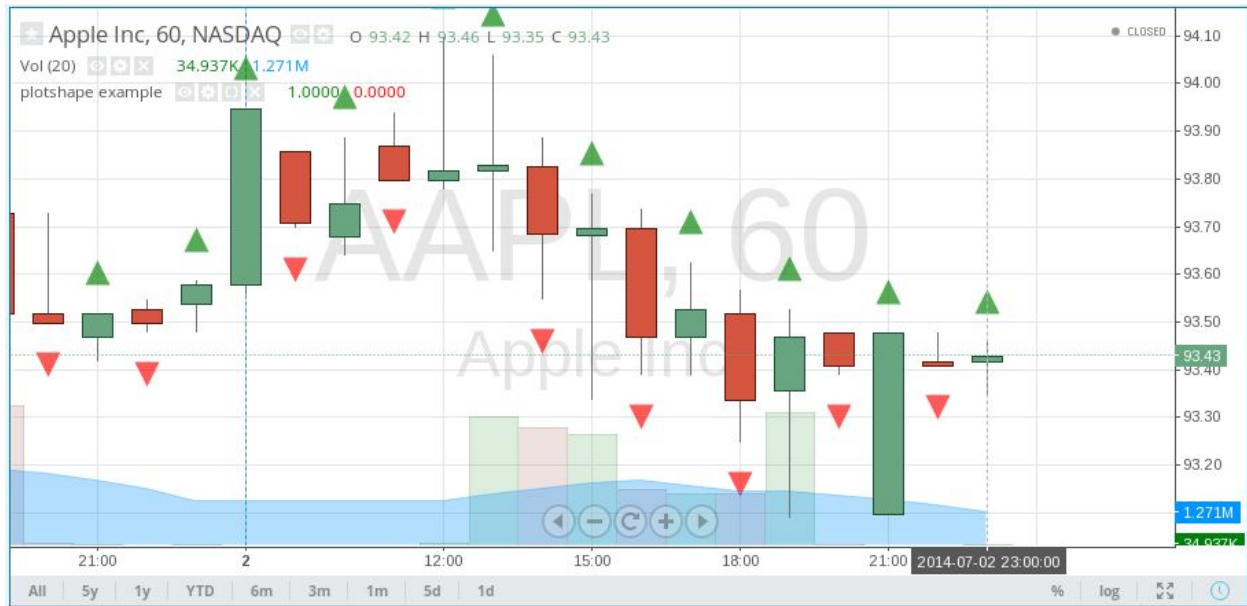 Apple Inc, 60, NASDAQ O 93.42 H 93.46 L 93.35 C 93.43
CLOSED
Vol (20) 34.937K 1.271M
plotshape example 1.0000 0.0000
AAPL, 60
Apple Inc
94.10
94.00
93.90
93.80
93.70
93.60
93.50
93.43
93.40
93.30
93.20
1.271M
34.937K
21:00 2 12:00 15:00 18:00 21:00 2014-07-02 23:00:00
All 5y 1y YTD 6m 3m 1m 5d 1d % log